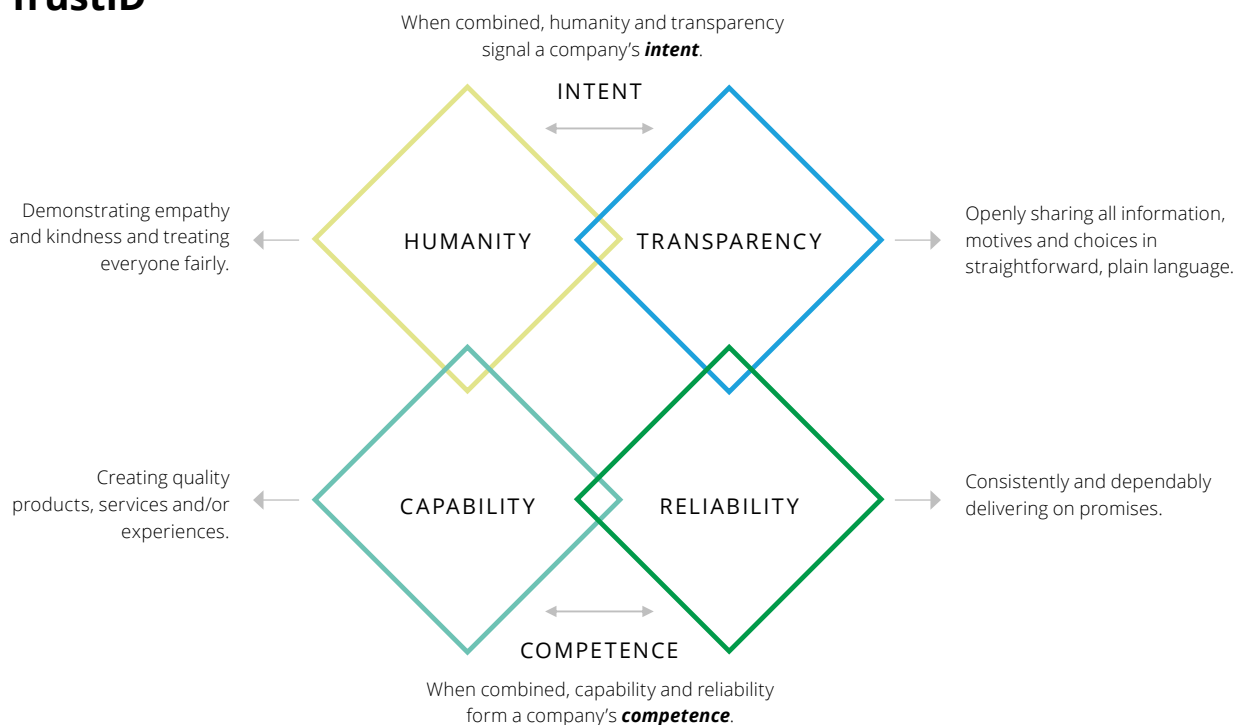 TrustID
When combined, humanity and transparency
signal a company’s intent.
INTENT
HUMANITY
TRANSPARENCY
Demonstrating empathy
and kindness and treating
everyone fairly.
Openly sharing all information,
motives and choices in
straightforward, plain language.
CAPABILITY
RELIABILITY
Creating quality
products, services and/or
experiences.
Consistently and dependably
delivering on promises.
COMPETENCE
When combined, capability and reliability
form a company’s competence.